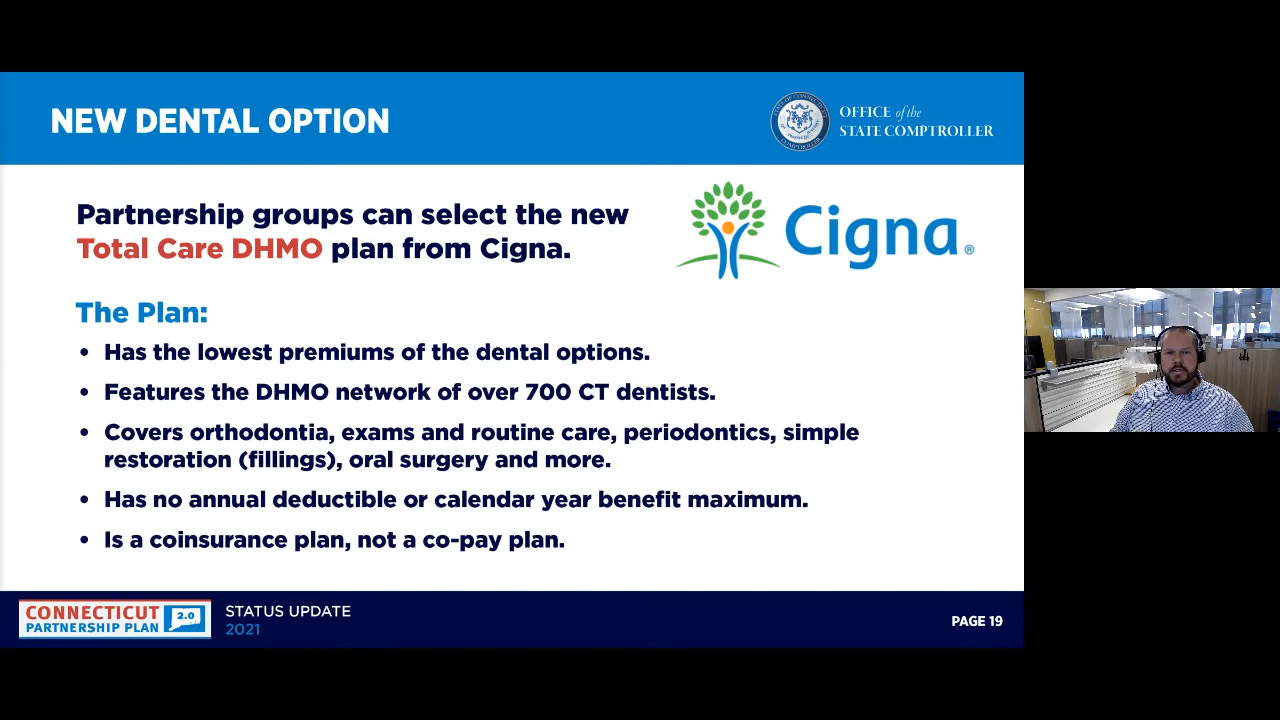 NEW DENTAL OPTION
OFFICE of the
STATE COMPTROLLER
Partnership groups can select the new
Total Care DHMO plan from Cigna.
Cigna®
The Plan:
• Has the lowest premiums of the dental options.
• Features the DHMO network of over 700 CT dentists.
• Covers orthodontia, exams and routine care, periodontics, simple
restoration (fillings), oral surgery and more.
• Has no annual deductible or calendar year benefit maximum.
• Is a coinsurance plan, not a co-pay plan.
CONNECTICUT
PARTNERSHIP PLAN
2.0
STATUS UPDATE
2021
PAGE 19